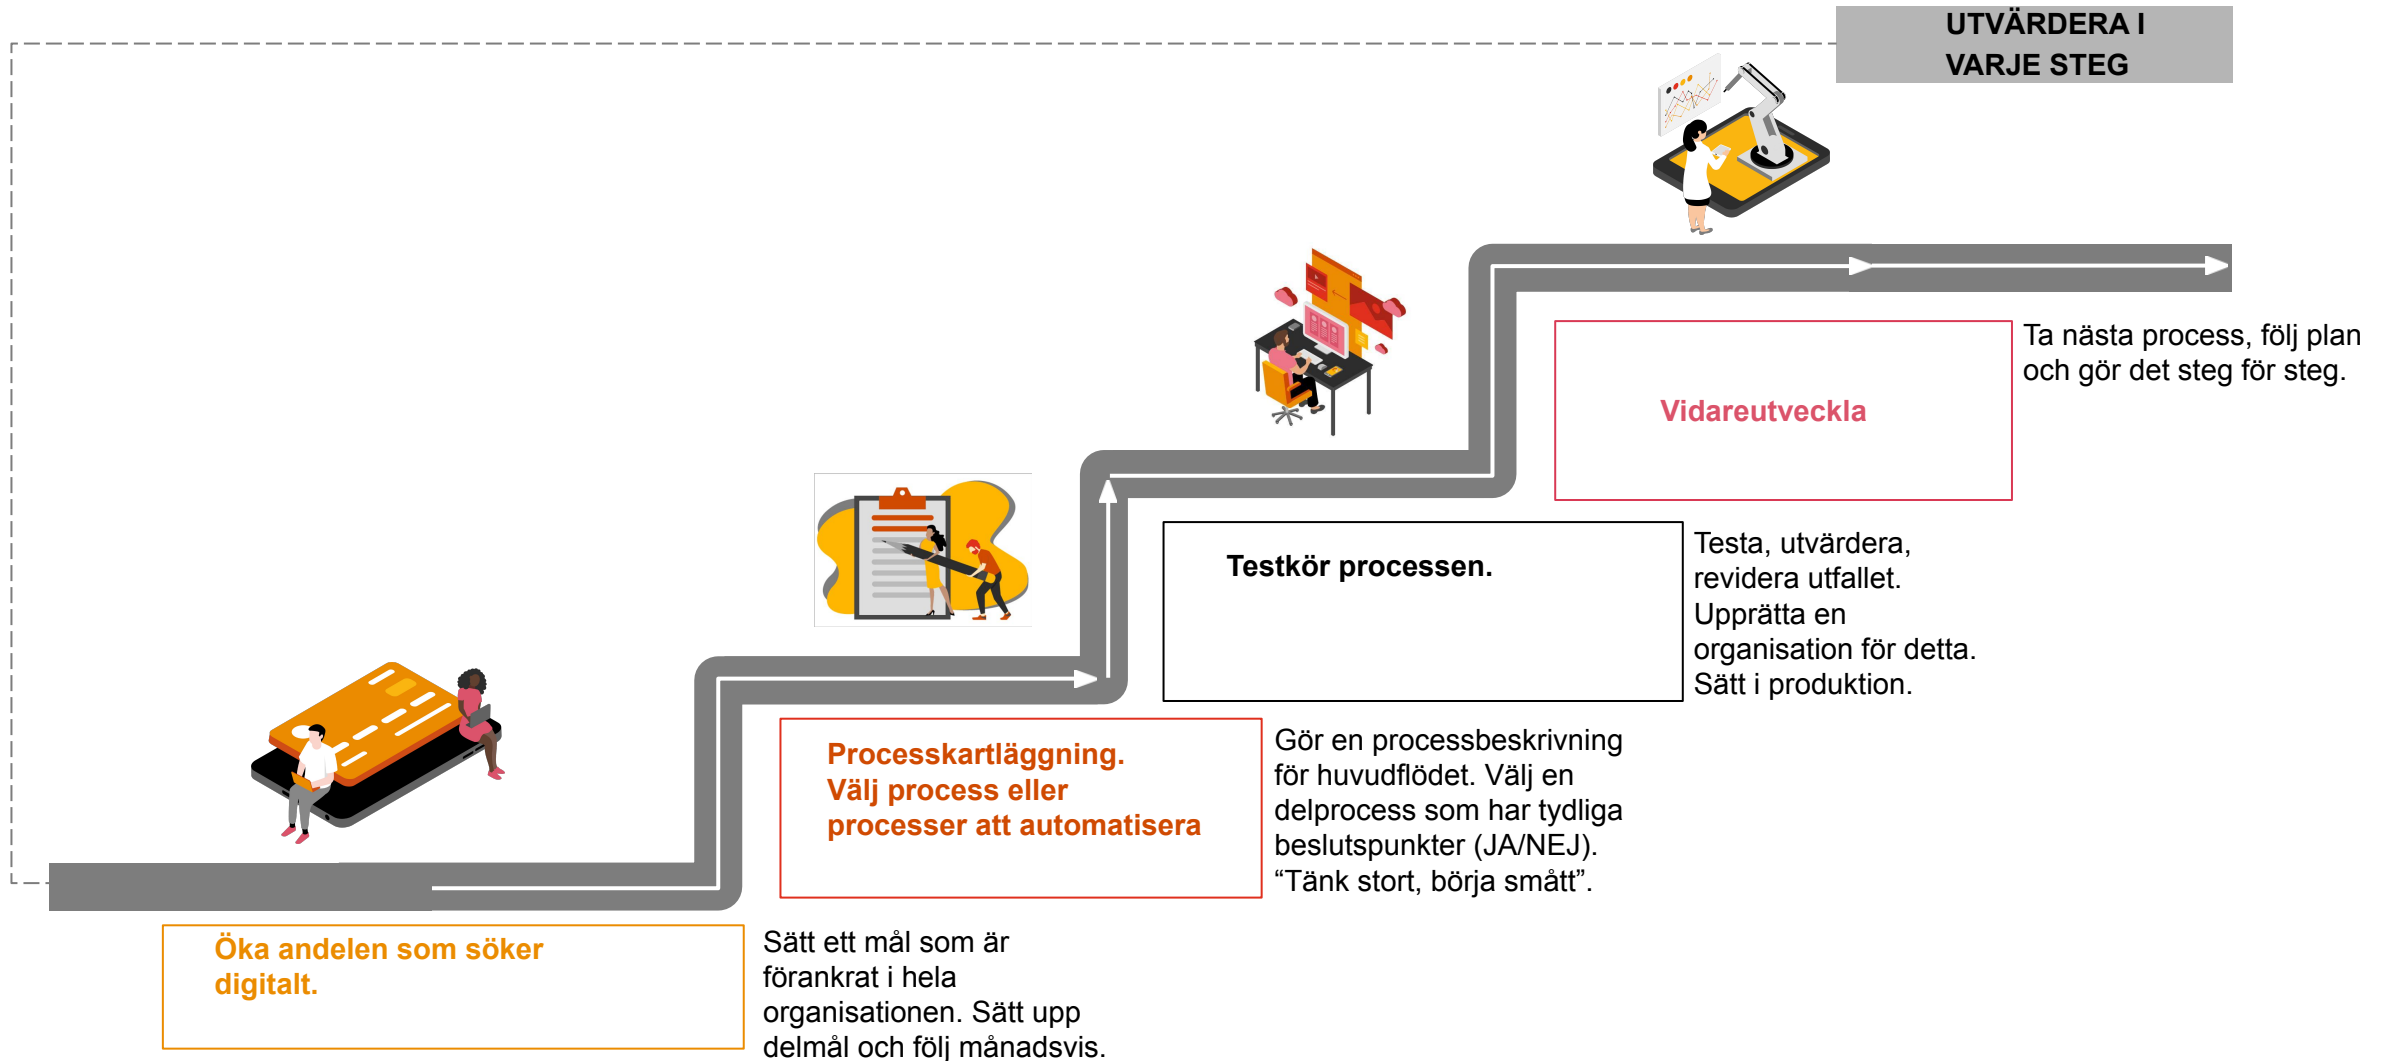 UTVÄRDERA I
VARJE STEG
Ta nästa process, följ plan
och gör det steg för steg.
Vidareutveckla
Testkör processen.
Testa, utvärdera,
revidera utfallet.
Upprätta en
organisation för detta.
Sätt i produktion.
Processkartläggning.
Välj process eller
processer att automatisera
Gör en processbeskrivning
för huvudflödet. Välj en
delprocess som har tydliga
beslutspunkter (JA/NEJ).
“Tänk stort, börja smått”.
Öka andelen som söker
digitalt.
Sätt ett mål som är
förankrat i hela
organisationen. Sätt upp
delmål och följ månadsvis.